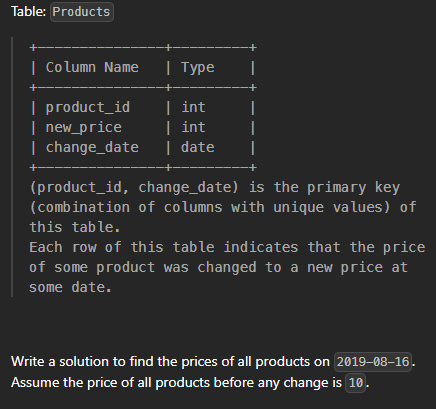 Table: Products
+---------------+---------+
| Column Name   | Type    |
+---------------+---------+
| product_id    | int     |
| new_price     | int     |
| change_date   | date    |
+---------------+---------+
(product_id, change_date) is the primary key
(combination of columns with unique values) of
this table.
Each row of this table indicates that the price
of some product was changed to a new price at
some date.
Write a solution to find the prices of all products on 2019-08-16.
Assume the price of all products before any change is 10.